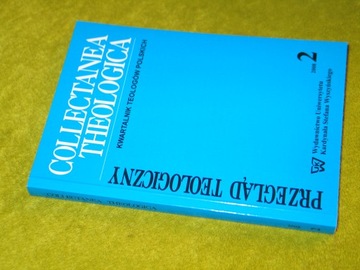 COLLECTANEA
THEOLOGICA
KWARTALNIK TEOLOGÓW POLSKICH
PRZEGLĄD TEOLOGICZNY
2
Wydawnictwo Uniwersytetu
Kardynała Stefana Wyszyńskiego